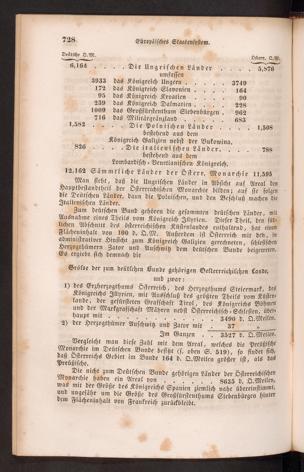 728 Europäisches Staatensystem.
Deutsche Q.M. Österr. Q.M.
6,164 . . . Die Ungrischen Länder . . . 5,876
umfassen
3933 das Königreich Ungern . . 3749
172 das Königreich Slavonien . . 164
95 das Königreich Kroatien . . 90
239 das Königreich Dalmatien . . 228
1009 das Großfürstenthum Siebenbürgen . 962
716 das Militärgränzland . . . 683
1,582 . . . Die Polnischen Länder . . . 1,508
bestehend aus dem
Königreich Galizien nebst der Bukowina.
826 . . . Die italienischen Länder . . . 788
bestehend aus dem
Lombardisch-Venetianischen Königreich.
12,162 Sämmtliche Länder der Österr. Monarchie 11,595
Man sieht, daß die Ungrischen Länder in Absicht auf Areal den
Hauptbestandtheil der Österreichischen Monarchie bilden; auf sie folgen
die Deutschen Länder, dann die Polnischen, und den Beschluß machen die
Italienischen Länder.
Zum deutschen Bund gehören die gesammten deutschen Länder, mit
Ausnahme eines Theils vom Königreich Illyrien. Dieser Theil, den süd-
lichen Abschnitt des österreichischen Küstenlandes enthaltend, hat einen
Flächeninhalt von 100 d. Q.M. Außerdem ist Österreich mit den, in
administrativer Hinsicht zum Königreich Galizien gerechneten, schlesischen
Herzogthümern Zator und Auschwitz dem deutschen Bunde beigetreten.
Es ergiebt sich demnach die
Größe der zum deutschen Bunde gehörigen Oesterreichischen Lande,
und zwar:
1) des Erzherzogthums Österreich, des Herzogthums Steiermark, des
Königreichs Illyrien, mit Ausschluß des größten Theils vom Küsten-
lande, der gefürsteten Grafschaft Tirol, des Königreichs Böhmen
und der Markgrafschaft Mähren nebst Österreichisch-Schlesien, über-
haupt mit . . . . . 3490 d. Q.Meilen.
2) der Herzogthümer Auschwitz und Zator mit 37 »
Im Ganzen . 3527 d. Q.Meilen.
Vergleicht man diese Zahl mit dem Areal, welches die Preußische
Monarchie im Deutschen Bunde besitzt (s. oben S. 519), so findet sich,
daß Österreichs Gebiet im Bunde 164 d. Q.Meilen größer ist, als das
Preußische.
Die nicht zum Deutschen Bunde gehörigen Länder der Österreichischen
Monarchie haben ein Areal von . . . . 8635 d. Q.Meilen,
was mit der Größe des Königreichs Spanien ziemlich nahe übereinstimmt,
und ungefähr um die Größe des Großfürstenthums Siebenbürgen hinter
dem Flächeninhalt von Frankreich zurückbleibt.